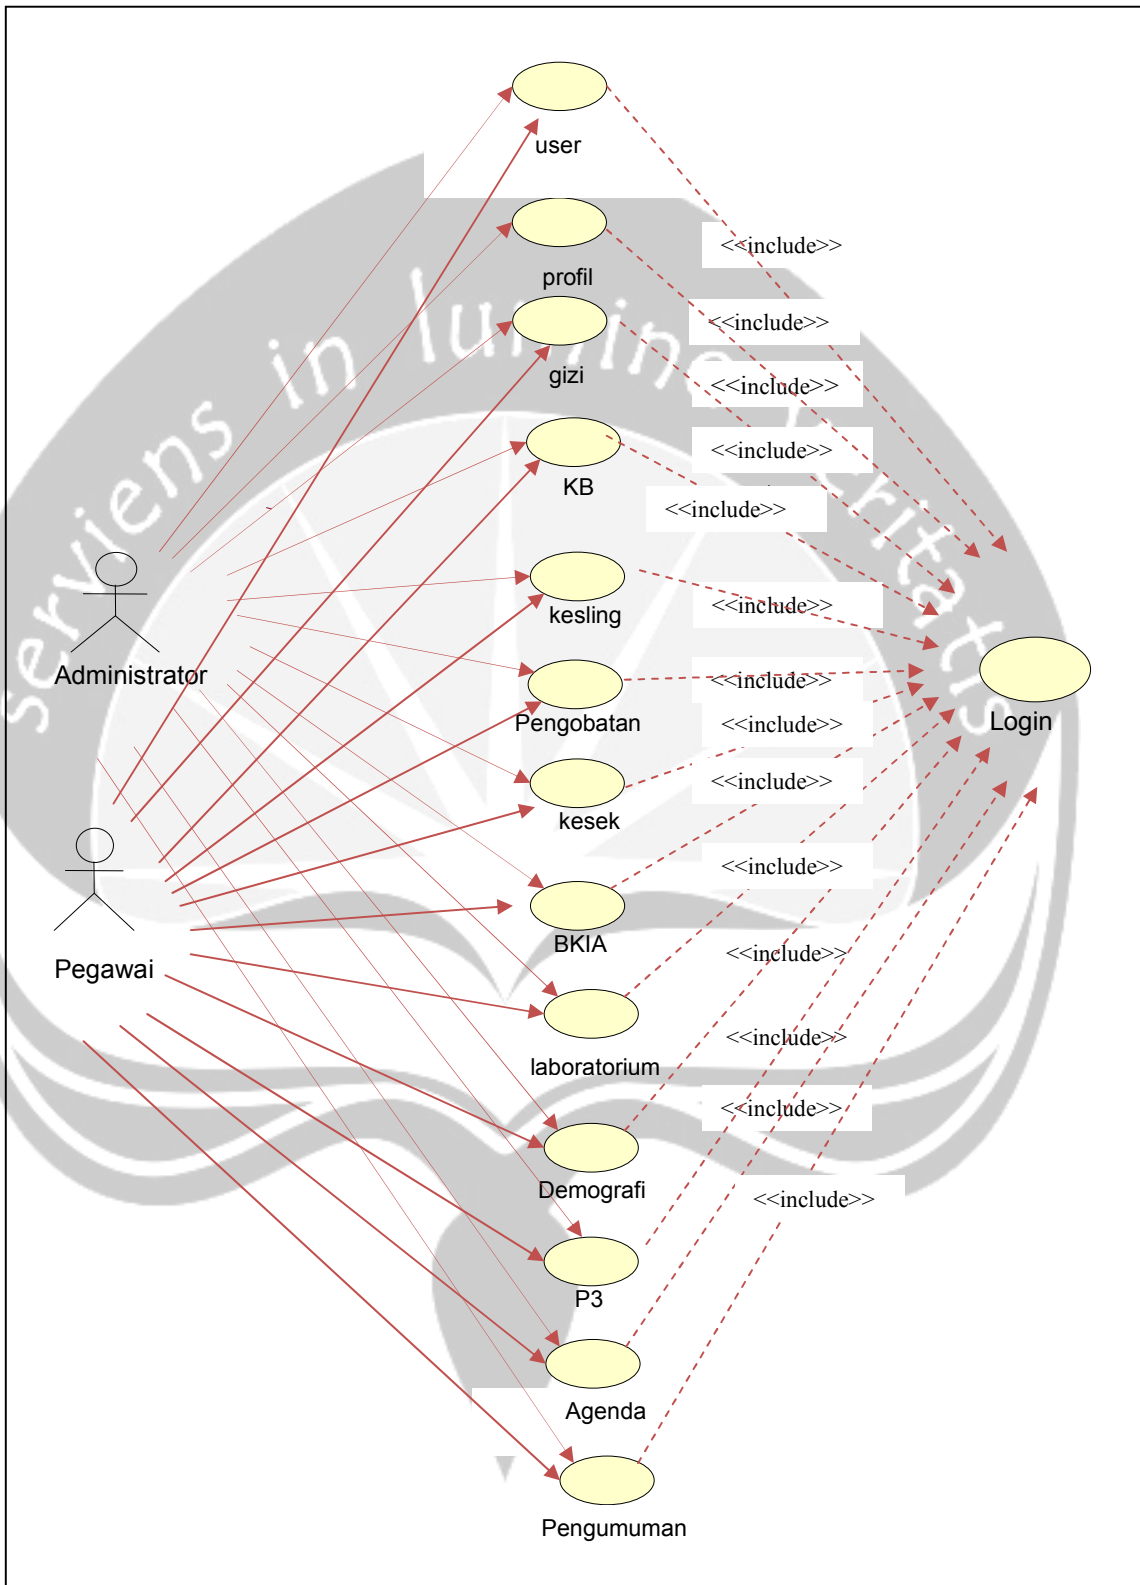 user
profil
gizi
KB
kesling
Pengobatan
kesek
BKIA
laboratorium
Demografi
P3
Agenda
Pengumuman
Administrator
Pegawai
<<include>>
<<include>>
<<include>>
<<include>>
<<include>>
<<include>>
<<include>>
<<include>>
<<include>>
<<include>>
<<include>>
<<include>>
<<include>>
<<include>>
Login
serviens in lumine veritatis